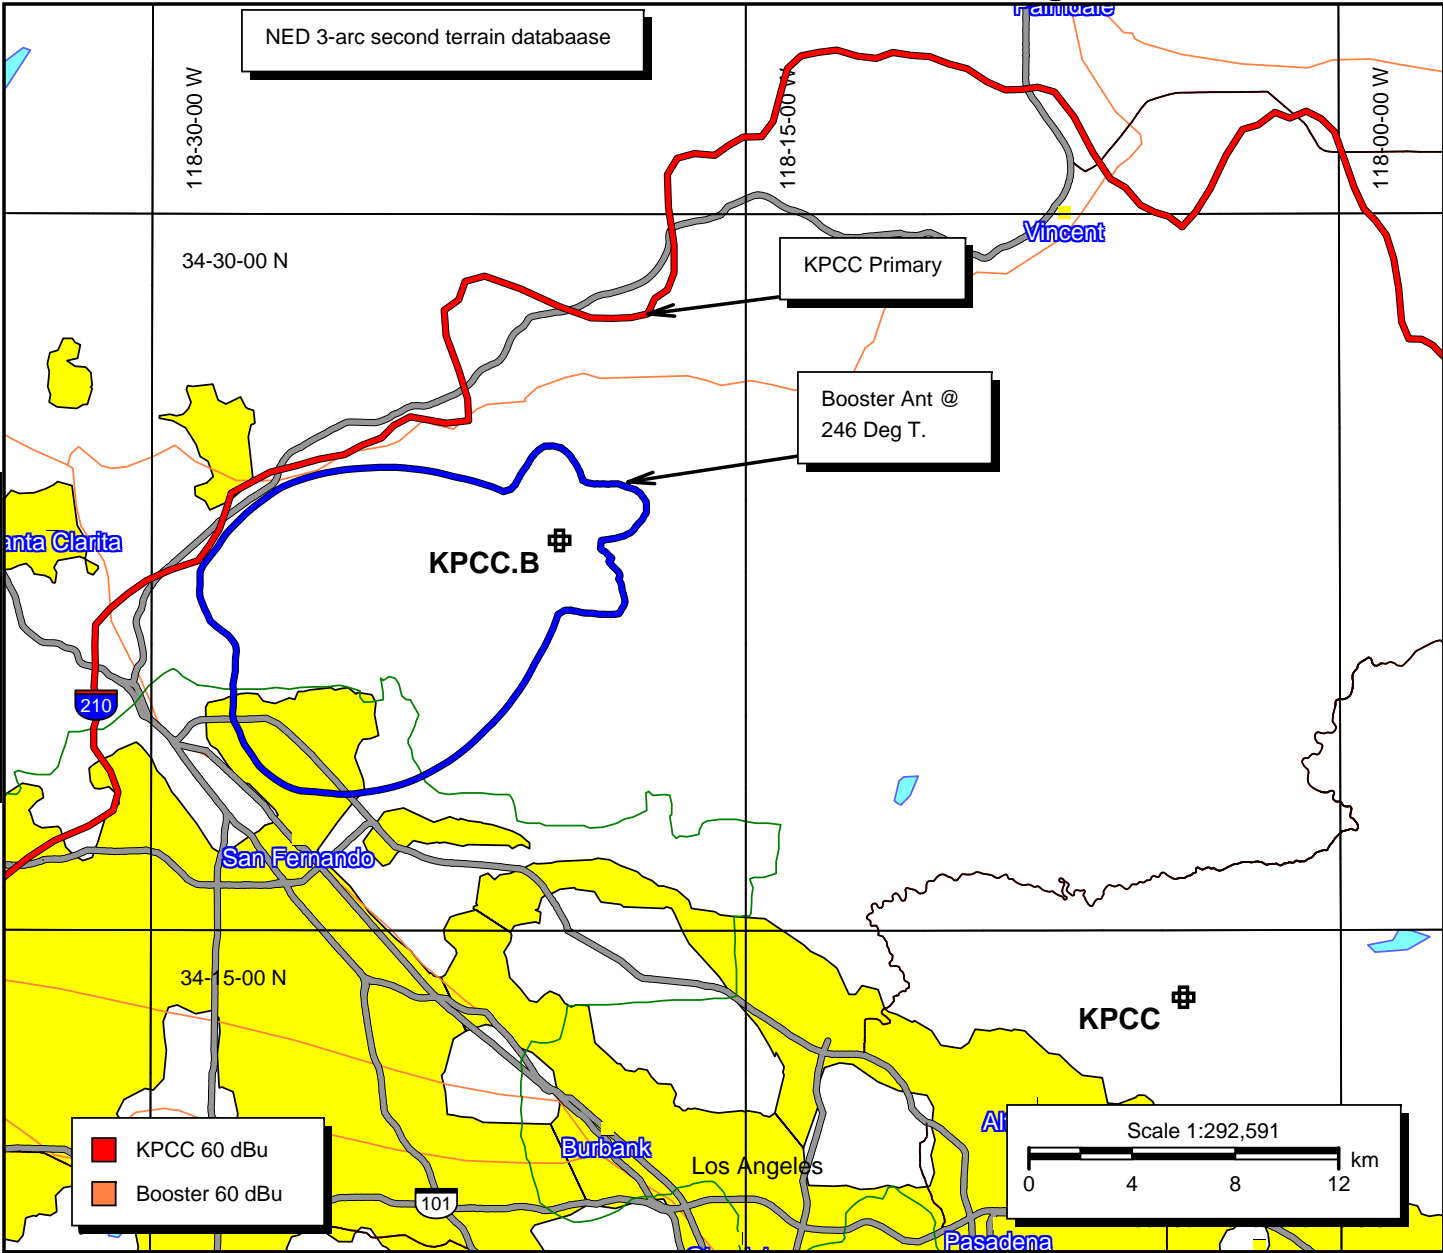 Palmdale
NED 3-arc second terrain databaase
118-30-00 W
118-15-00 W
118-00-00 W
Vincent
34-30-00 N
KPCC Primary
Booster Ant @
246 Deg T.
anta Clarita
KPCC.B
210
San Fernando
34-15-00 N
KPCC
KPCC 60 dBu
Booster 60 dBu
Burbank
Los Angeles
101
Scale 1:292,591
km
0 4 8 12
Pasadena